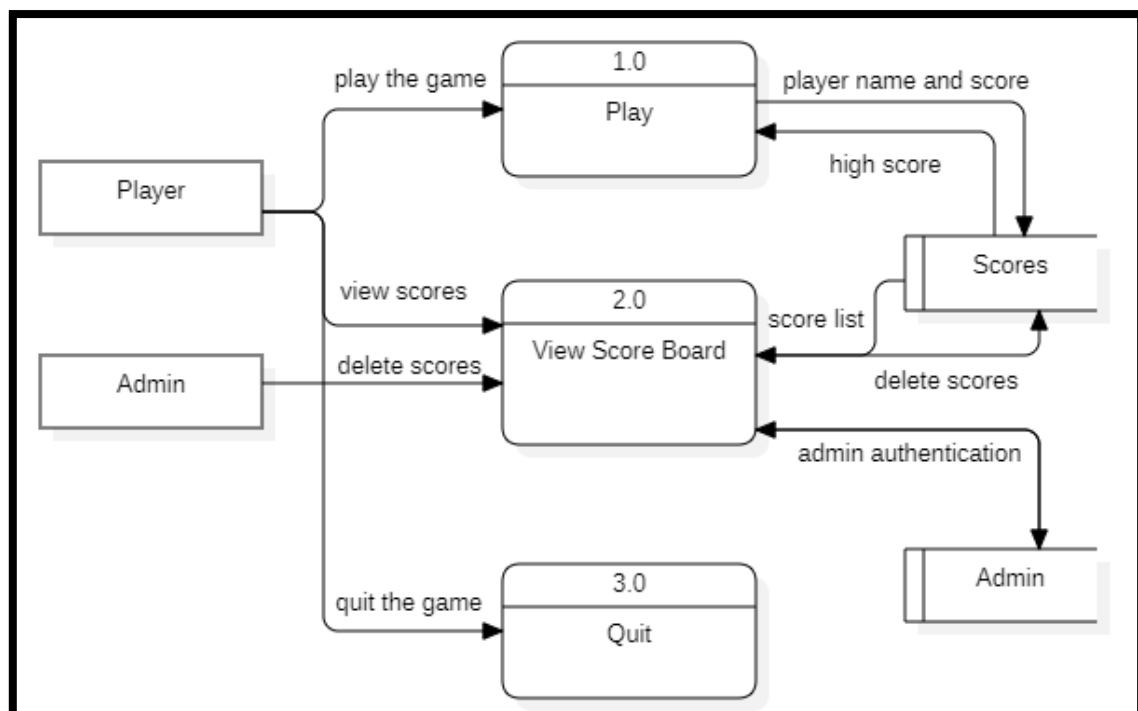 1.0
play the game
player name and score
Play
high score
Player
Scores
view scores
2.0
score list
View Score Board
delete scores
Admin
delete scores
admin authentication
3.0
Admin
quit the game
Quit